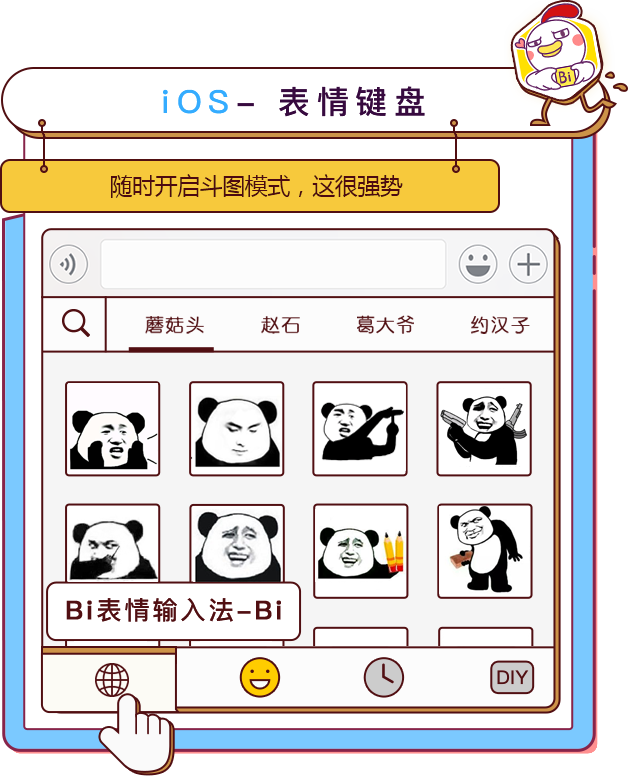 Bi
iOS- 表情键盘
随时开启斗图模式，这很强势
蘑菇头 赵石 葛大爷 约汉子
Bi表情输入法-Bi
DIY